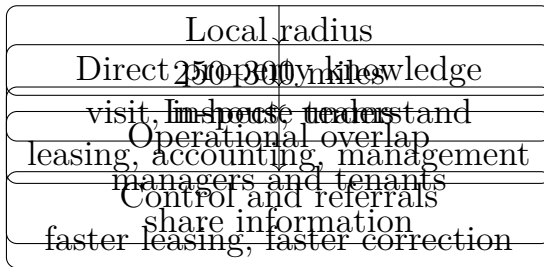 Local radius
250–300 miles
Direct property knowledge
visit, inspect, understand
In-house teams
leasing, accounting, management
Operational overlap
managers and tenants
share information
Control and referrals
faster leasing, faster correction